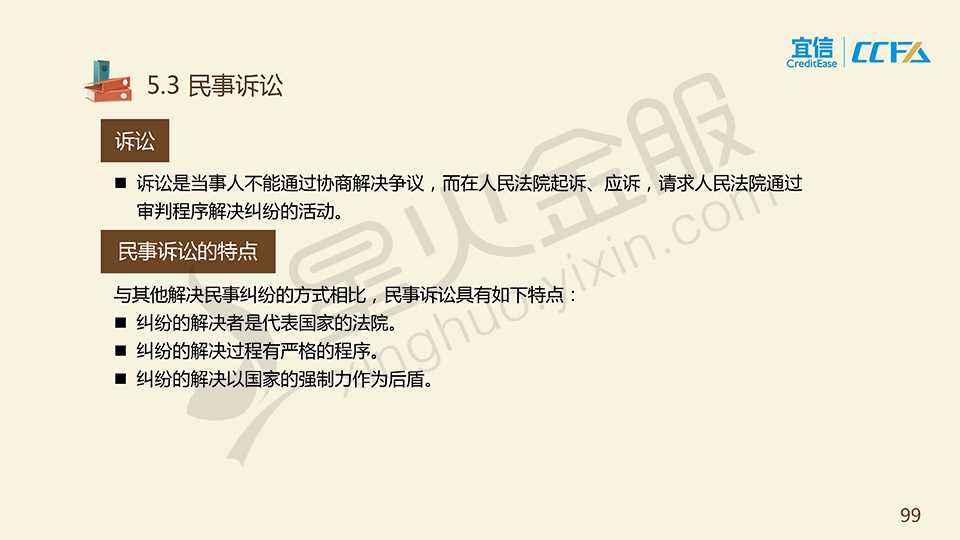 宜信
CreditEase
CCFA
5.3 民事诉讼
诉讼
■ 诉讼是当事人不能通过协商解决争议，而在人民法院起诉、应诉，请求人民法院通过
审判程序解决纠纷的活动。
民事诉讼的特点
与其他解决民事纠纷的方式相比，民事诉讼具有如下特点：
■ 纠纷的解决者是代表国家的法院。
■ 纠纷的解决过程有严格的程序。
■ 纠纷的解决以国家的强制力作为后盾。
星火金服
xinghuo.yixin.com
99